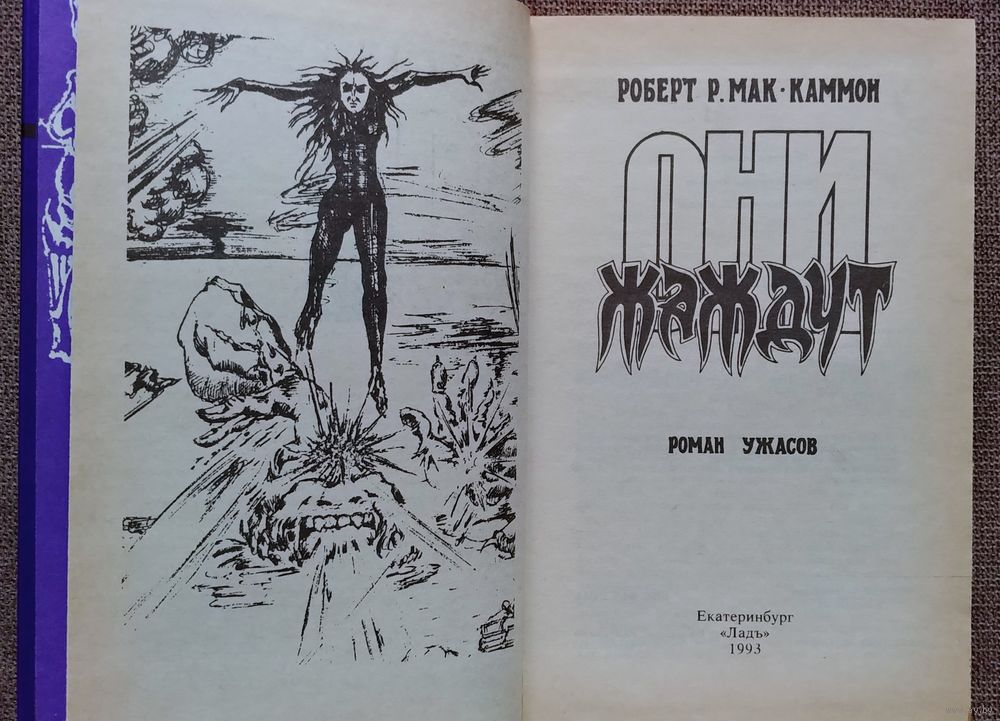 РОБЕРТ Р. МАК·КАММОН
ОНИ
ЖАЖДУТ
РОМАН УЖАСОВ
Екатеринбург
«Ладъ»
1993